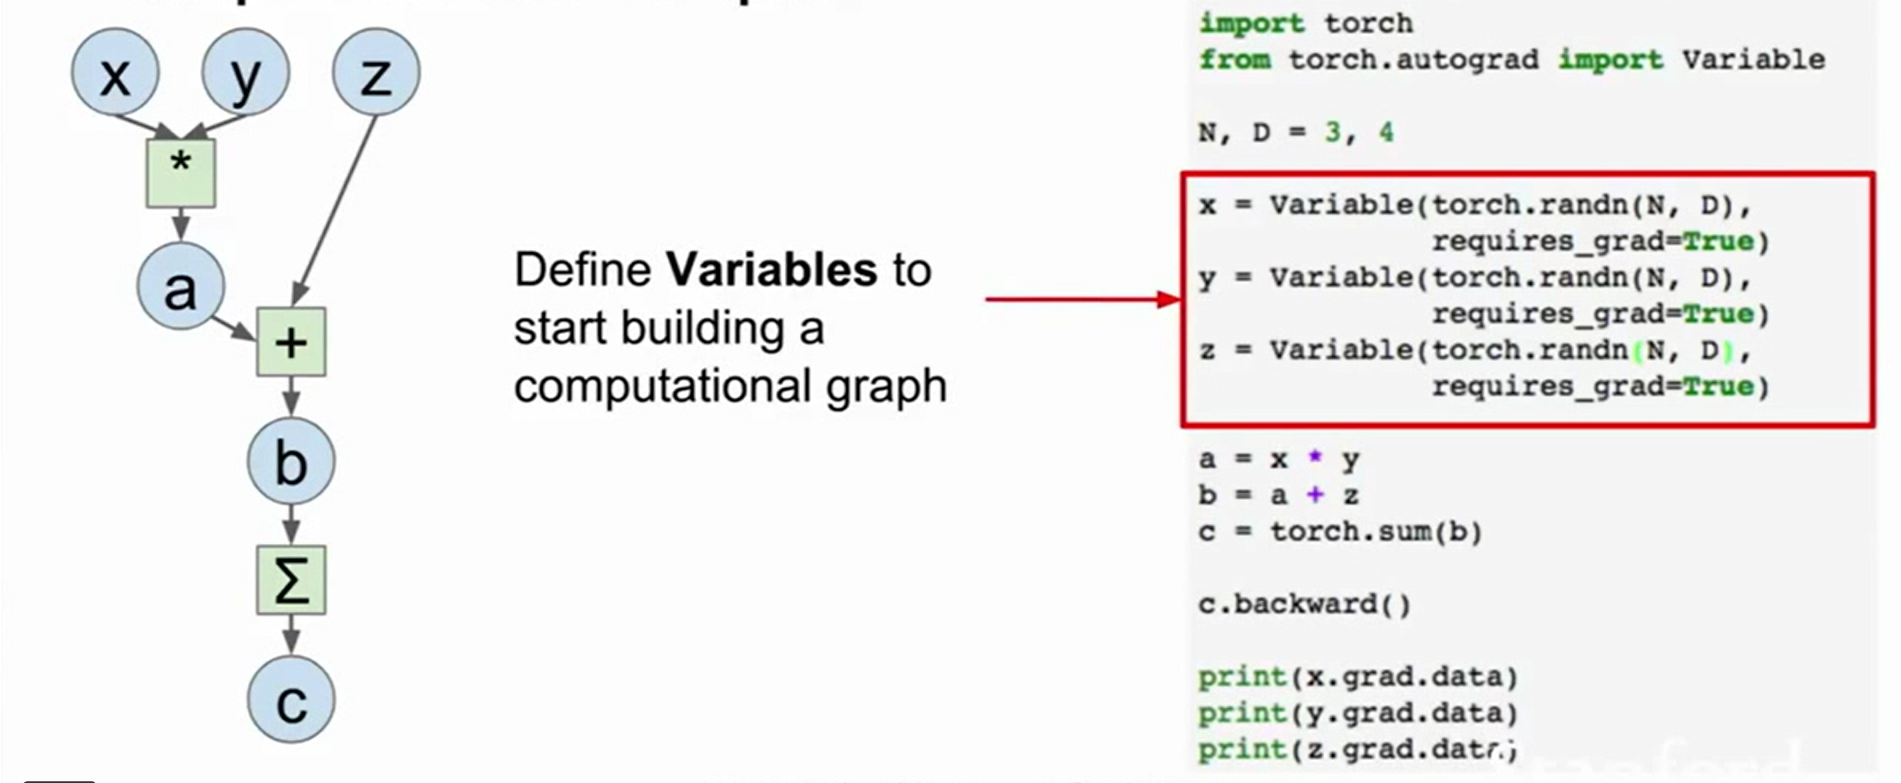 x y z
*
a
+
b
Σ
c
Define Variables to
start building a
computational graph
import torch
from torch.autograd import Variable
N, D = 3, 4
x = Variable(torch.randn(N, D),
requires_grad=True)
y = Variable(torch.randn(N, D),
requires_grad=True)
z = Variable(torch.randn(N, D),
requires_grad=True)
a = x * y
b = a + z
c = torch.sum(b)
c.backward()
print(x.grad.data)
print(y.grad.data)
print(z.grad.data)